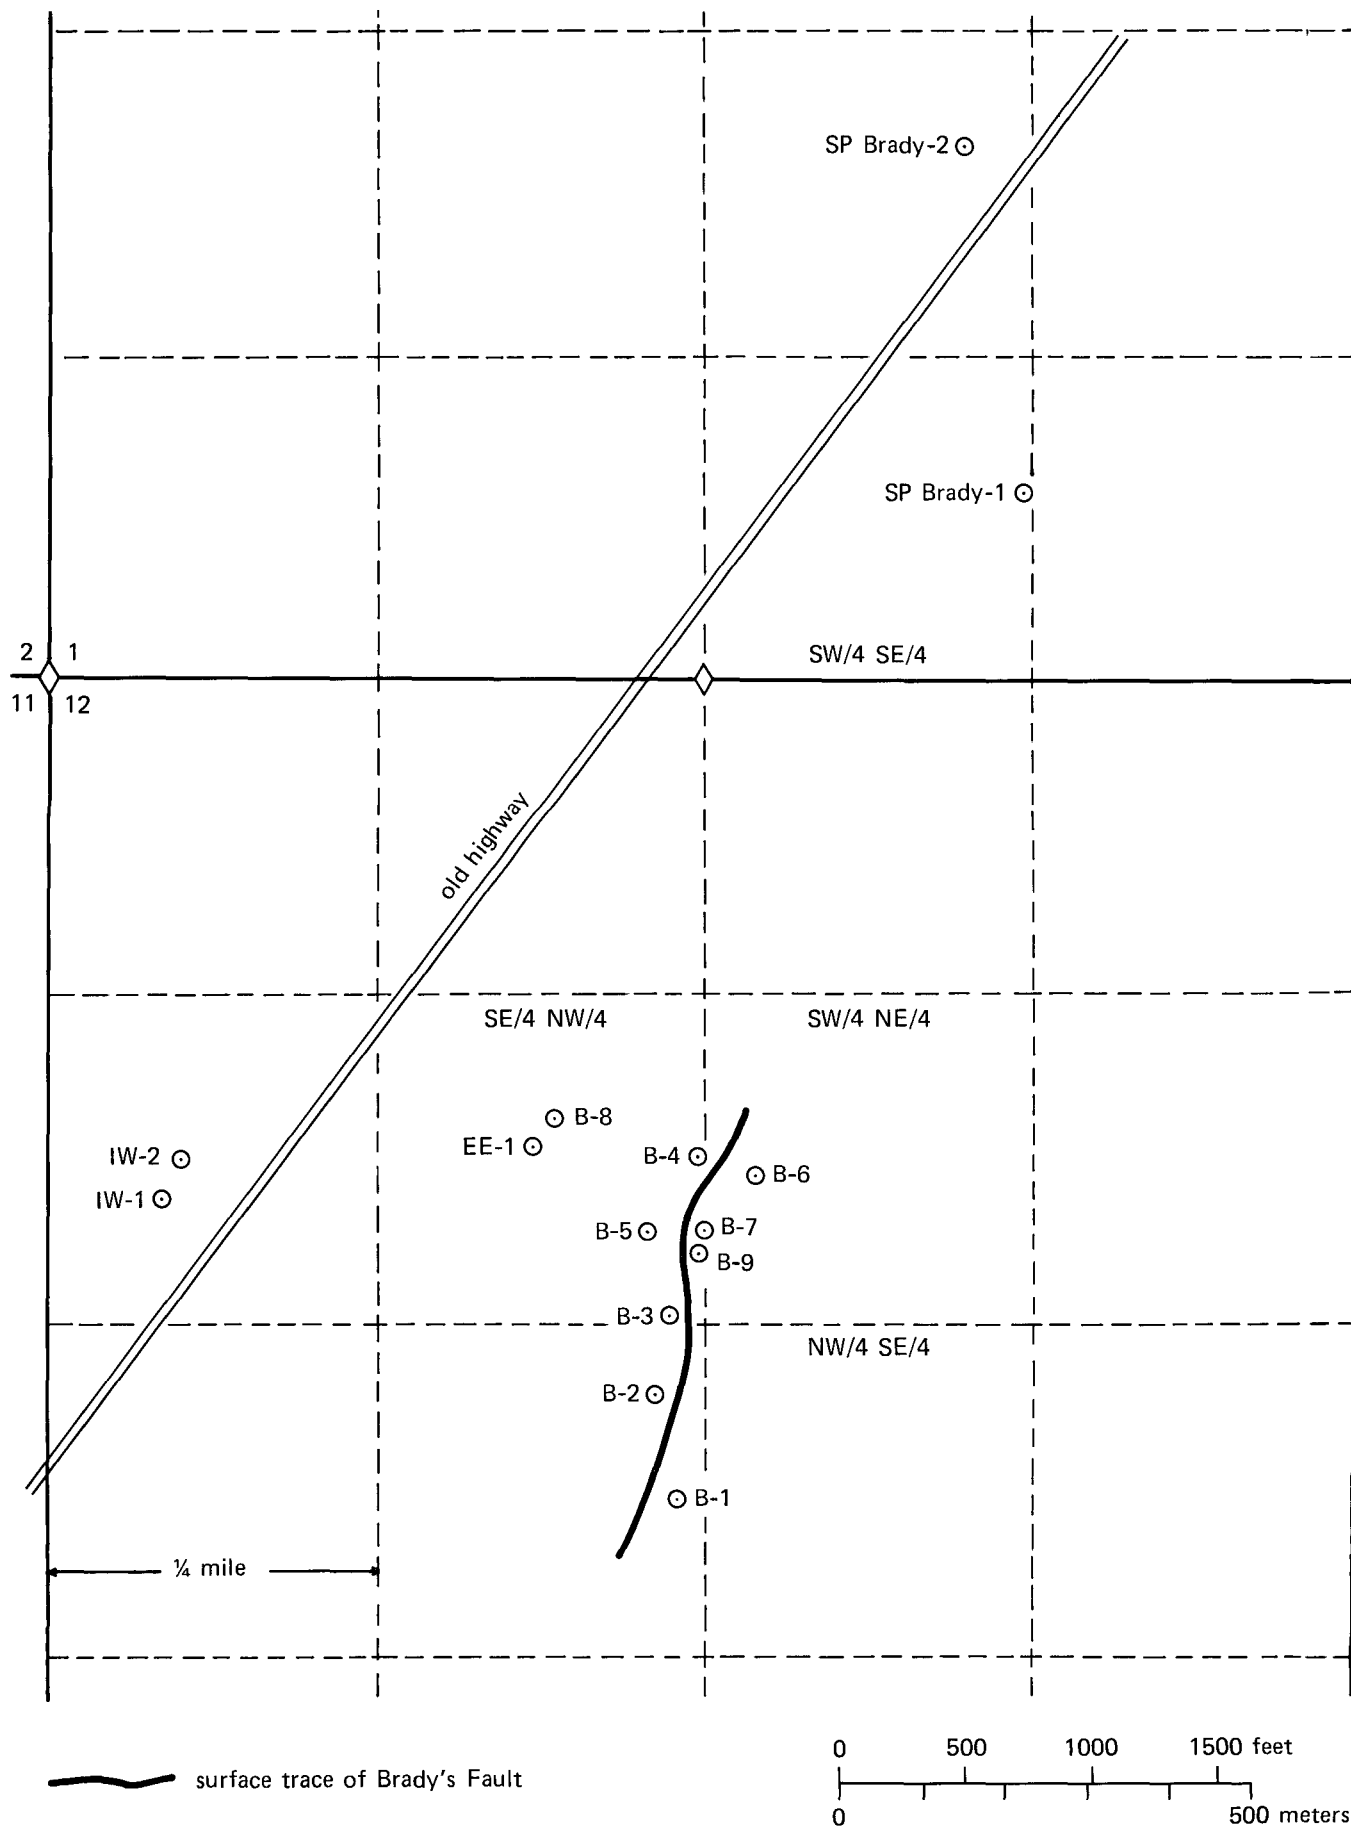 SP Brady-2
SP Brady-1
2 1
SW/4 SE/4
11 12
old highway
SE/4 NW/4
SW/4 NE/4
B-8
EE-1
IW-2
B-4
B-6
IW-1
B-5
B-7
B-9
B-3
NW/4 SE/4
B-2
B-1
¼ mile
0 500 1000 1500 feet
surface trace of Brady's Fault
0 500 meters